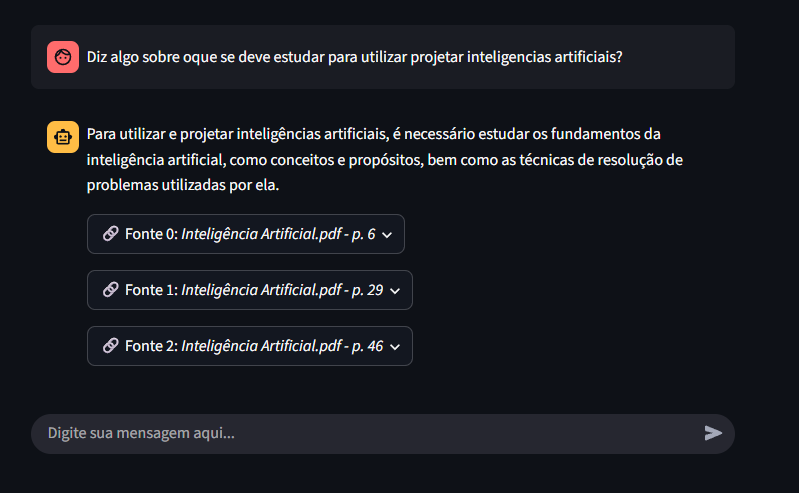 Diz algo sobre oque se deve estudar para utilizar projetar inteligencias artificiais?
Para utilizar e projetar inteligências artificiais, é necessário estudar os fundamentos da
inteligência artificial, como conceitos e propósitos, bem como as técnicas de resolução de
problemas utilizadas por ela.
Fonte 0: Inteligência Artificial.pdf - p. 6
Fonte 1: Inteligência Artificial.pdf - p. 29
Fonte 2: Inteligência Artificial.pdf - p. 46
Digite sua mensagem aqui...